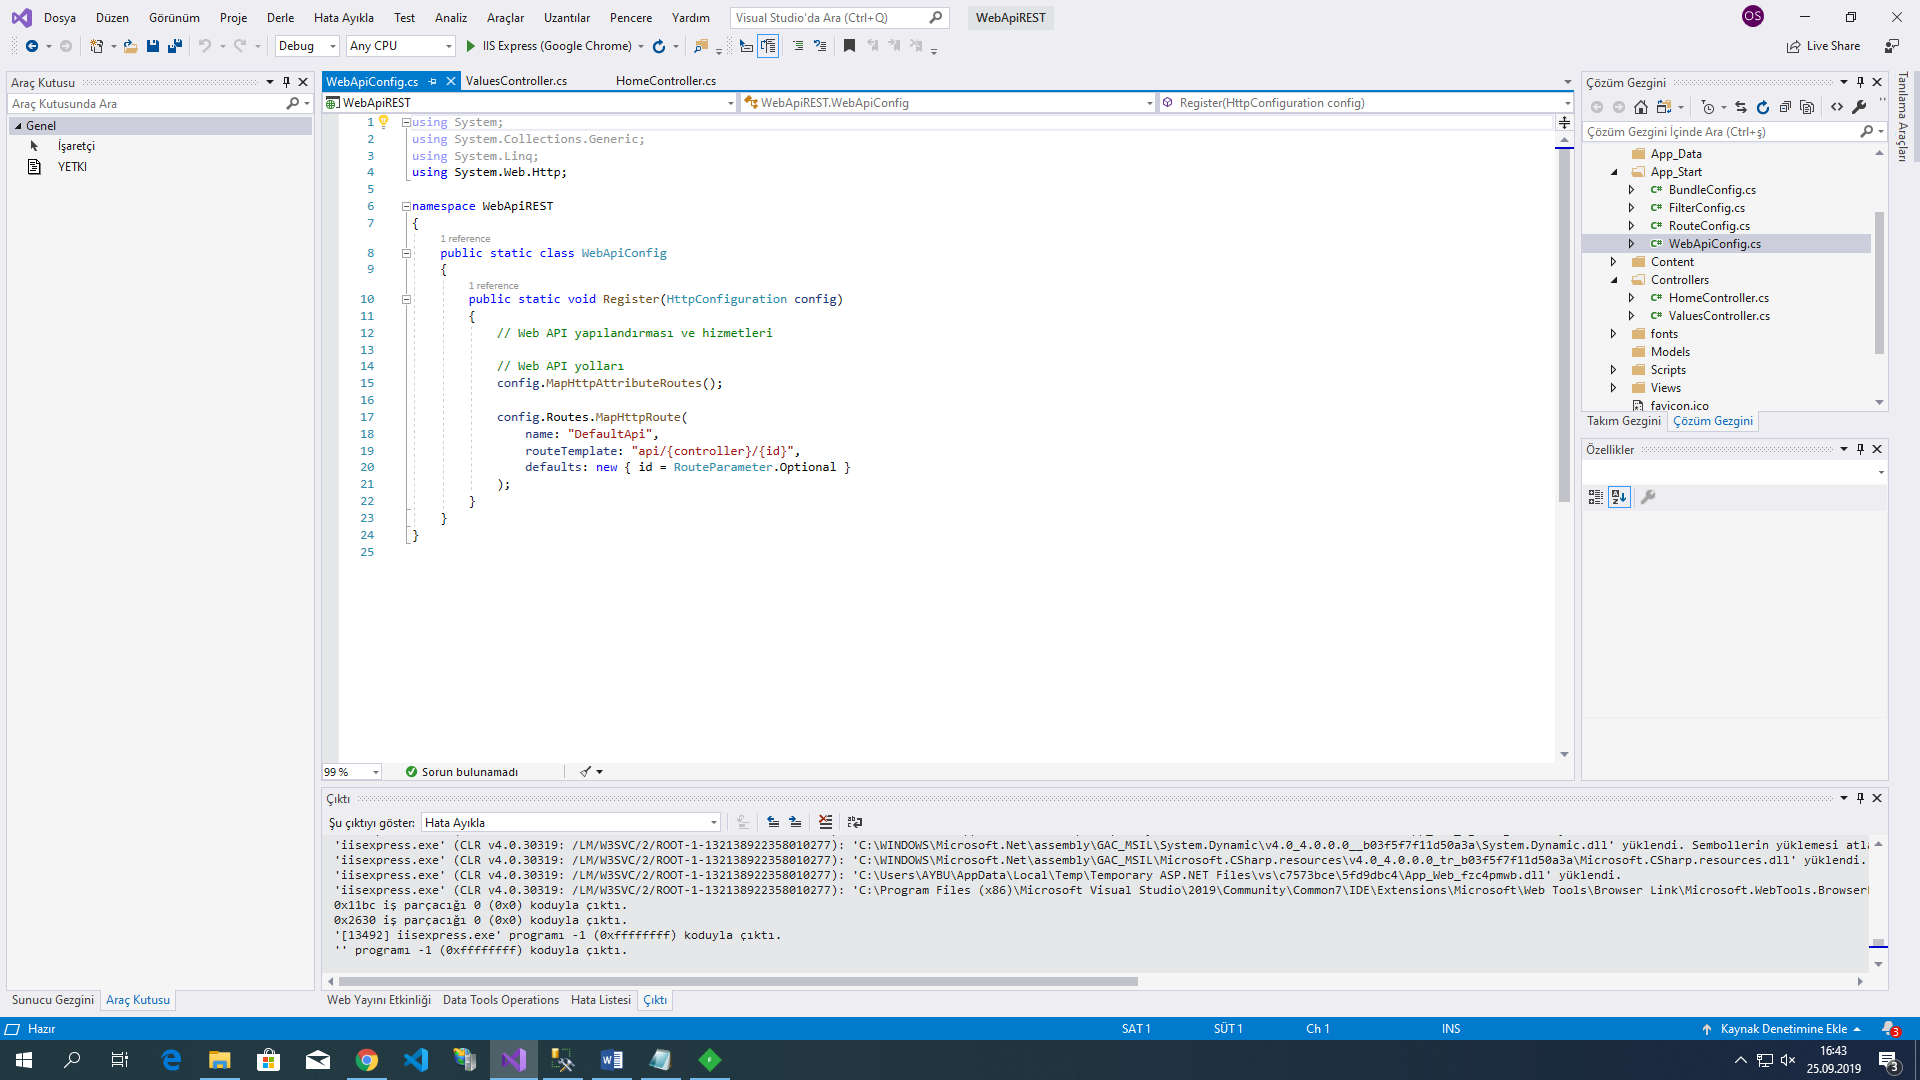 Dosya Düzen Görünüm Proje Derle Hata Ayıkla Test Analiz Araçlar Uzantılar Pencere Yardım Visual Studio'da Ara (Ctrl+Q) WebApiREST OS
Debug Any CPU IIS Express (Google Chrome) Live Share
Araç Kutusu
Araç Kutusunda Ara
Genel
İşaretçi
YETKI
WebApiConfig.cs ValuesController.cs HomeController.cs
WebApiREST WebApiREST.WebApiConfig Register(HttpConfiguration config)
1 using System;
2 using System.Collections.Generic;
3 using System.Linq;
4 using System.Web.Http;
5
6 namespace WebApiREST
7 {
1 reference
8 public static class WebApiConfig
9 {
1 reference
10 public static void Register(HttpConfiguration config)
11 {
12 // Web API yapılandırması ve hizmetleri
13
14 // Web API yolları
15 config.MapHttpAttributeRoutes();
16
17 config.Routes.MapHttpRoute(
18 name: "DefaultApi",
19 routeTemplate: "api/{controller}/{id}",
20 defaults: new { id = RouteParameter.Optional }
21 );
22 }
23 }
24 }
25
99 % Sorun bulunamadı
Çözüm Gezgini
Çözüm Gezgini İçinde Ara (Ctrl+ş)
App_Data
App_Start
C# BundleConfig.cs
C# FilterConfig.cs
C# RouteConfig.cs
C# WebApiConfig.cs
Content
Controllers
C# HomeController.cs
C# ValuesController.cs
fonts
Models
Scripts
Views
favicon.ico
Takım Gezgini Çözüm Gezgini
Tanılama Araçları
Özellikler
Çıktı
Şu çıktıyı göster: Hata Ayıkla
'iisexpress.exe' (CLR v4.0.30319: /LM/W3SVC/2/ROOT-1-132138922358010277): 'C:\WINDOWS\Microsoft.Net\assembly\GAC_MSIL\System.Dynamic\v4.0_4.0.0.0__b03f5f7f11d50a3a\System.Dynamic.dll' yüklendi. Sembollerin yüklemesi atla
'iisexpress.exe' (CLR v4.0.30319: /LM/W3SVC/2/ROOT-1-132138922358010277): 'C:\WINDOWS\Microsoft.Net\assembly\GAC_MSIL\Microsoft.CSharp.resources\v4.0_4.0.0.0_tr_b03f5f7f11d50a3a\Microsoft.CSharp.resources.dll' yüklendi.
'iisexpress.exe' (CLR v4.0.30319: /LM/W3SVC/2/ROOT-1-132138922358010277): 'C:\Users\AYBU\AppData\Local\Temp\Temporary ASP.NET Files\vs\c7573bce\5fd9dbc4\App_Web_fzc4pmwb.dll' yüklendi.
'iisexpress.exe' (CLR v4.0.30319: /LM/W3SVC/2/ROOT-1-132138922358010277): 'C:\Program Files (x86)\Microsoft Visual Studio\2019\Community\Common7\IDE\Extensions\Microsoft\Web Tools\Browser Link\Microsoft.WebTools.Browser
0x11bc iş parçacığı 0 (0x0) koduyla çıktı.
0x2630 iş parçacığı 0 (0x0) koduyla çıktı.
'[13492] iisexpress.exe' programı -1 (0xffffffff) koduyla çıktı.
'' programı -1 (0xffffffff) koduyla çıktı.
Sunucu Gezgini Araç Kutusu
Web Yayını Etkinliği Data Tools Operations Hata Listesi Çıktı
Hazır SAT 1 SÜT 1 Ch 1 INS Kaynak Denetimine Ekle 3
16:43
25.09.2019
3